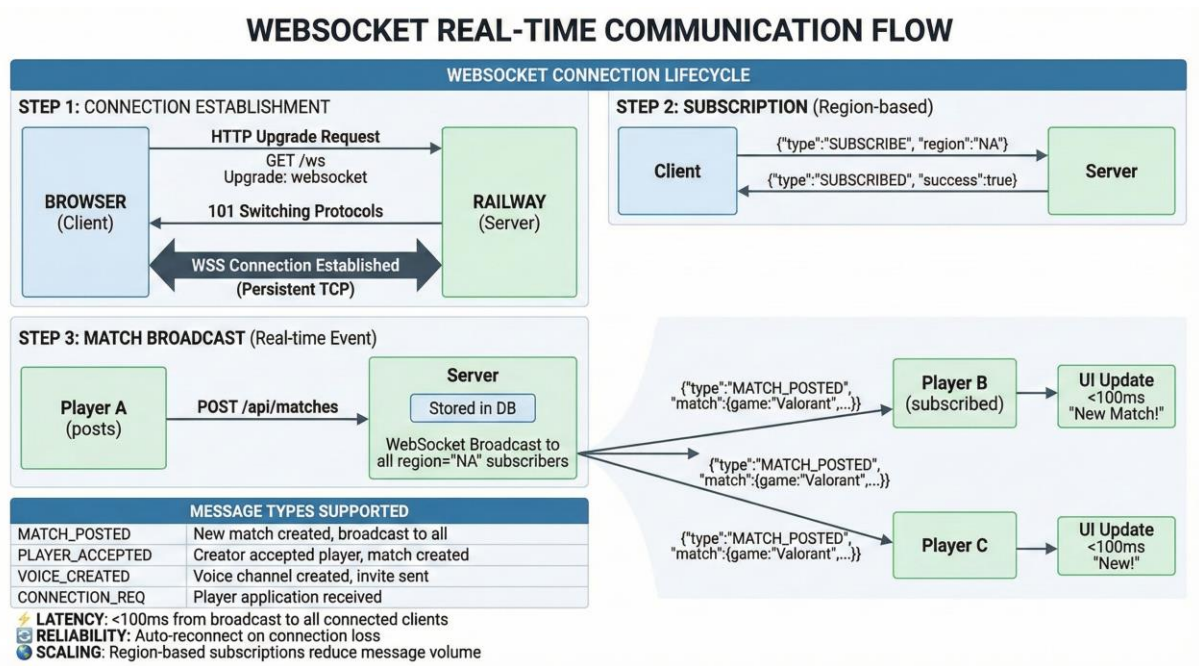 WEBSOCKET REAL-TIME COMMUNICATION FLOW
WEBSOCKET CONNECTION LIFECYCLE
STEP 1: CONNECTION ESTABLISHMENT
BROWSER
(Client)
HTTP Upgrade Request
GET /ws
Upgrade: websocket
101 Switching Protocols
WSS Connection Established
(Persistent TCP)
RAILWAY
(Server)
STEP 2: SUBSCRIPTION (Region-based)
Client
{"type":"SUBSCRIBE", "region":"NA"}
{"type":"SUBSCRIBED", "success":true}
Server
STEP 3: MATCH BROADCAST (Real-time Event)
Player A
(posts)
POST /api/matches
Server
Stored in DB
WebSocket Broadcast to
all region="NA" subscribers
{"type":"MATCH_POSTED",
"match":{game:"Valorant",...}}
Player B
(subscribed)
UI Update
<100ms
"New Match!"
{"type":"MATCH_POSTED",
"match":{game:"Valorant",...}}
{"type":"MATCH_POSTED",
"match":{game:"Valorant",...}}
Player C
UI Update
<100ms
"New!"
MESSAGE TYPES SUPPORTED
MATCH_POSTED New match created, broadcast to all
PLAYER_ACCEPTED Creator accepted player, match created
VOICE_CREATED Voice channel created, invite sent
CONNECTION_REQ Player application received
⚡ LATENCY: <100ms from broadcast to all connected clients
🔄 RELIABILITY: Auto-reconnect on connection loss
🌎 SCALING: Region-based subscriptions reduce message volume